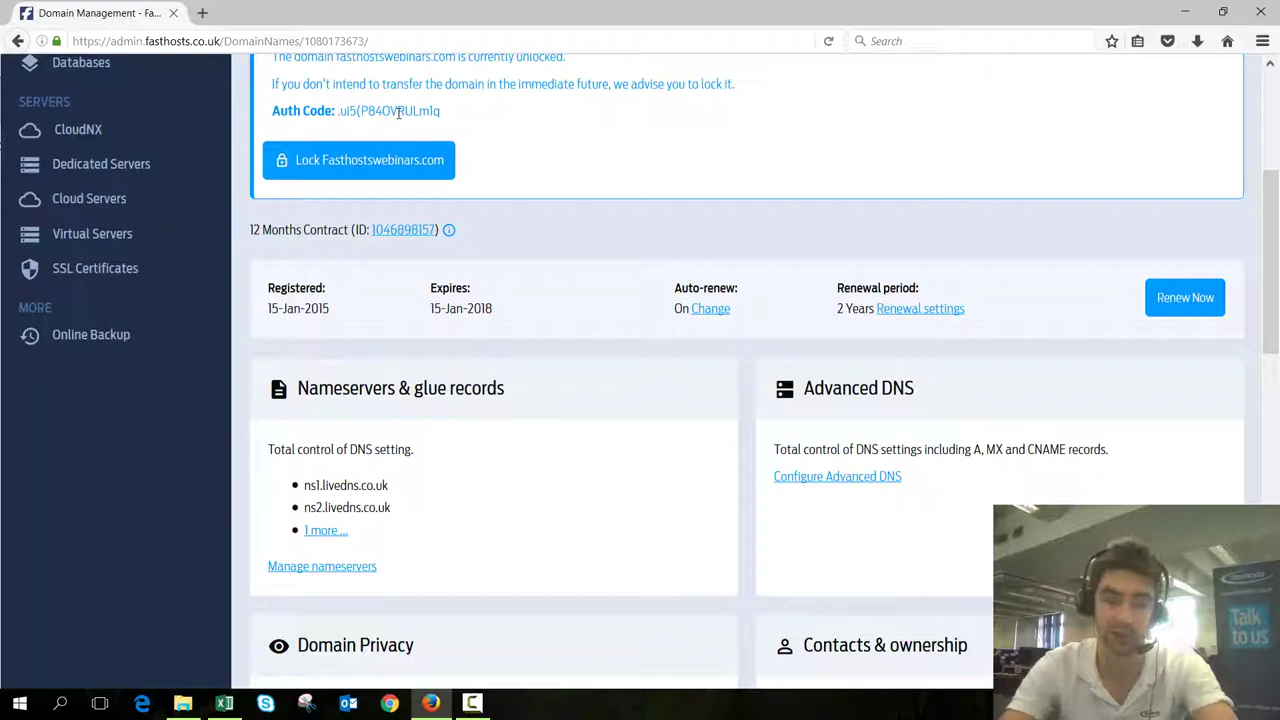 Domain Management - Fa...
https://admin.fasthosts.co.uk/DomainNames/1080173673/
Search
Databases
SERVERS
CloudNX
Dedicated Servers
Cloud Servers
Virtual Servers
SSL Certificates
MORE
Online Backup
The domain fasthostswebinars.com is currently unlocked.
If you don't intend to transfer the domain in the immediate future, we advise you to lock it.
Auth Code:
Lock Fasthostswebinars.com
12 Months Contract (ID: 1046898157)
Registered: Expires: Auto-renew: Renewal period:
15-Jan-2015 15-Jan-2018 On Change 2 Years Renewal settings
Renew Now
Nameservers & glue records
Total control of DNS setting.
ns1.livedns.co.uk
ns2.livedns.co.uk
1 more ...
Manage nameservers
Advanced DNS
Total control of DNS settings including A, MX and CNAME records.
Configure Advanced DNS
Domain Privacy
Contacts & ownership
fasthosts
Talk
to us